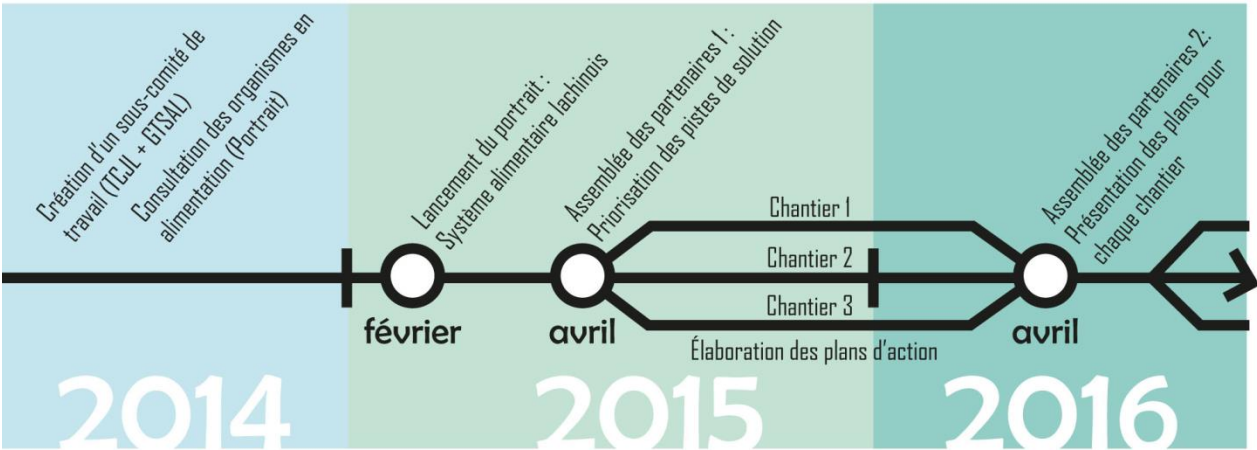 Création d'un sous-comité de
travail (TCJL + GTSAL)
Consultation des organismes en
alimentation (Portrait)
Lancement du portrait :
Système alimentaire lachinois
Assemblée des partenaires 1 :
Priorisation des pistes de solution
Assemblée des partenaires 2:
Présentation des plans pour
chaque chantier
Chantier 1
Chantier 2
Chantier 3
Élaboration des plans d'action
février
avril
avril
2014
2015
2016